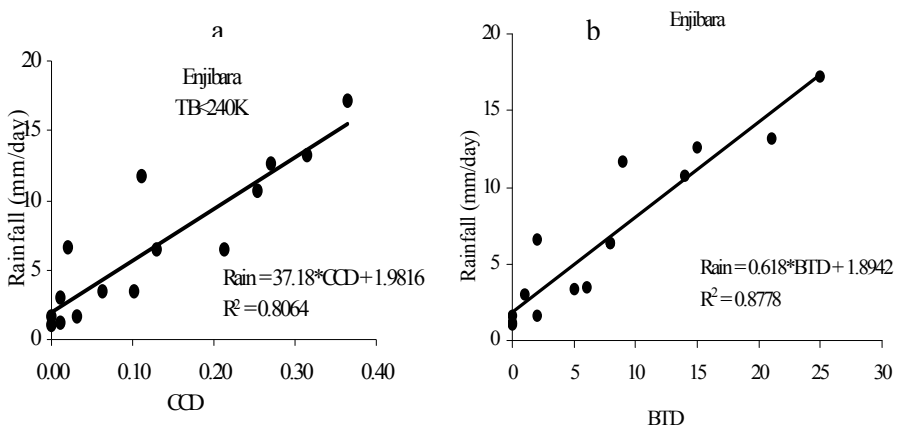 a
Enjibara
TB<240K
20
15
10
5
0
Rainfall (mm/day)
Rain = 37.18*CCD + 1.9816
R² = 0.8064
0.00 0.10 0.20 0.30 0.40
CCD
b
Enjibara
20
15
10
5
0
Rainfall (mm/day)
Rain = 0.618*BTD + 1.8942
R² = 0.8778
0 5 10 15 20 25 30
BTD